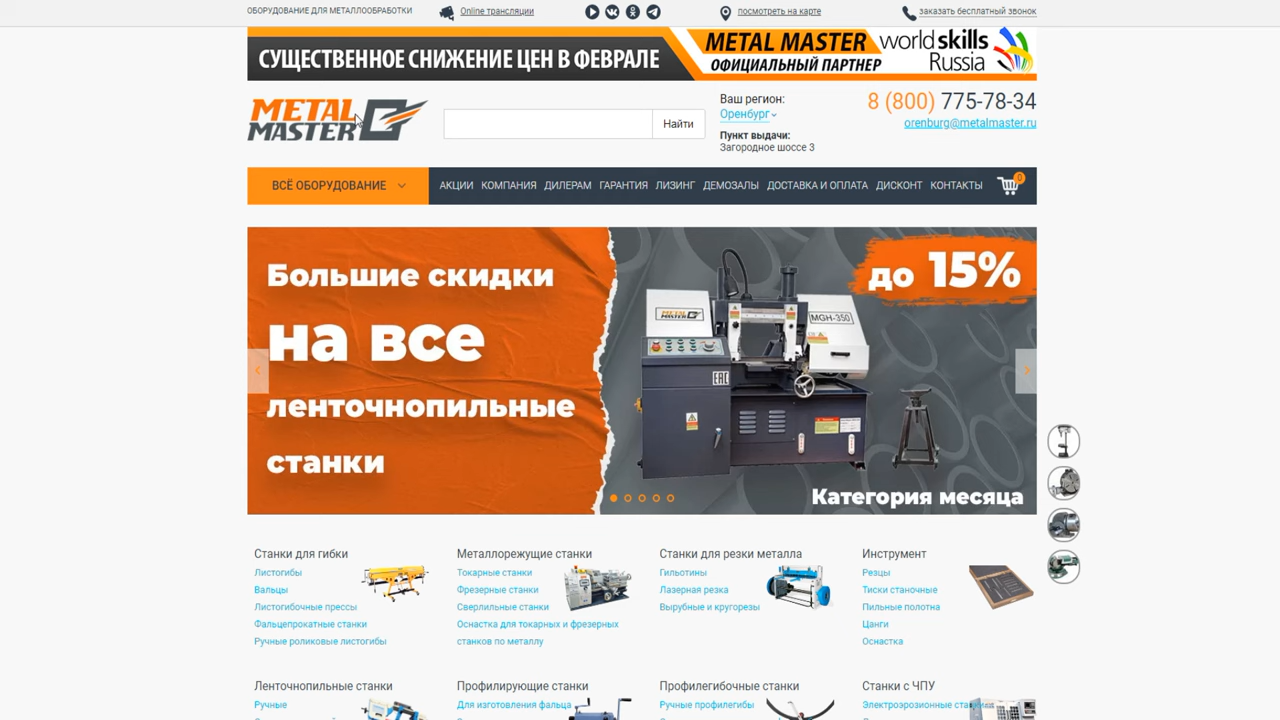 ОБОРУДОВАНИЕ ДЛЯ МЕТАЛЛООБРАБОТКИ
Online трансляции
посмотреть на карте
заказать бесплатный звонок
СУЩЕСТВЕННОЕ СНИЖЕНИЕ ЦЕН В ФЕВРАЛЕ
METAL MASTER
ОФИЦИАЛЬНЫЙ ПАРТНЕР
worldskills
Russia
METAL
MASTER
Найти
Ваш регион:
Оренбург
Пункт выдачи:
Загородное шоссе 3
8 (800) 775-78-34
orenburg@metalmaster.ru
ВСЁ ОБОРУДОВАНИЕ
АКЦИИ КОМПАНИЯ ДИЛЕРАМ ГАРАНТИЯ ЛИЗИНГ ДЕМОЗАЛЫ ДОСТАВКА И ОПЛАТА ДИСКОНТ КОНТАКТЫ
0
Большие скидки
на все
ленточнопильные
станки
до 15%
METAL
MASTER
MGH-350
EAC
Категория месяца
Станки для гибки
Листогибы
Вальцы
Листогибочные прессы
Фальцепрокатные станки
Ручные роликовые листогибы
Металлорежущие станки
Токарные станки
Фрезерные станки
Сверлильные станки
Оснастка для токарных и фрезерных
станков по металлу
Станки для резки металла
Гильотины
Лазерная резка
Вырубные и кругорезы
Инструмент
Резцы
Тиски станочные
Пильные полотна
Цанги
Оснастка
Ленточнопильные станки
Ручные
Профилирующие станки
Для изготовления фальца
Профилегибочные станки
Ручные профилегибы
Станки с ЧПУ
Электроэрозионные станки